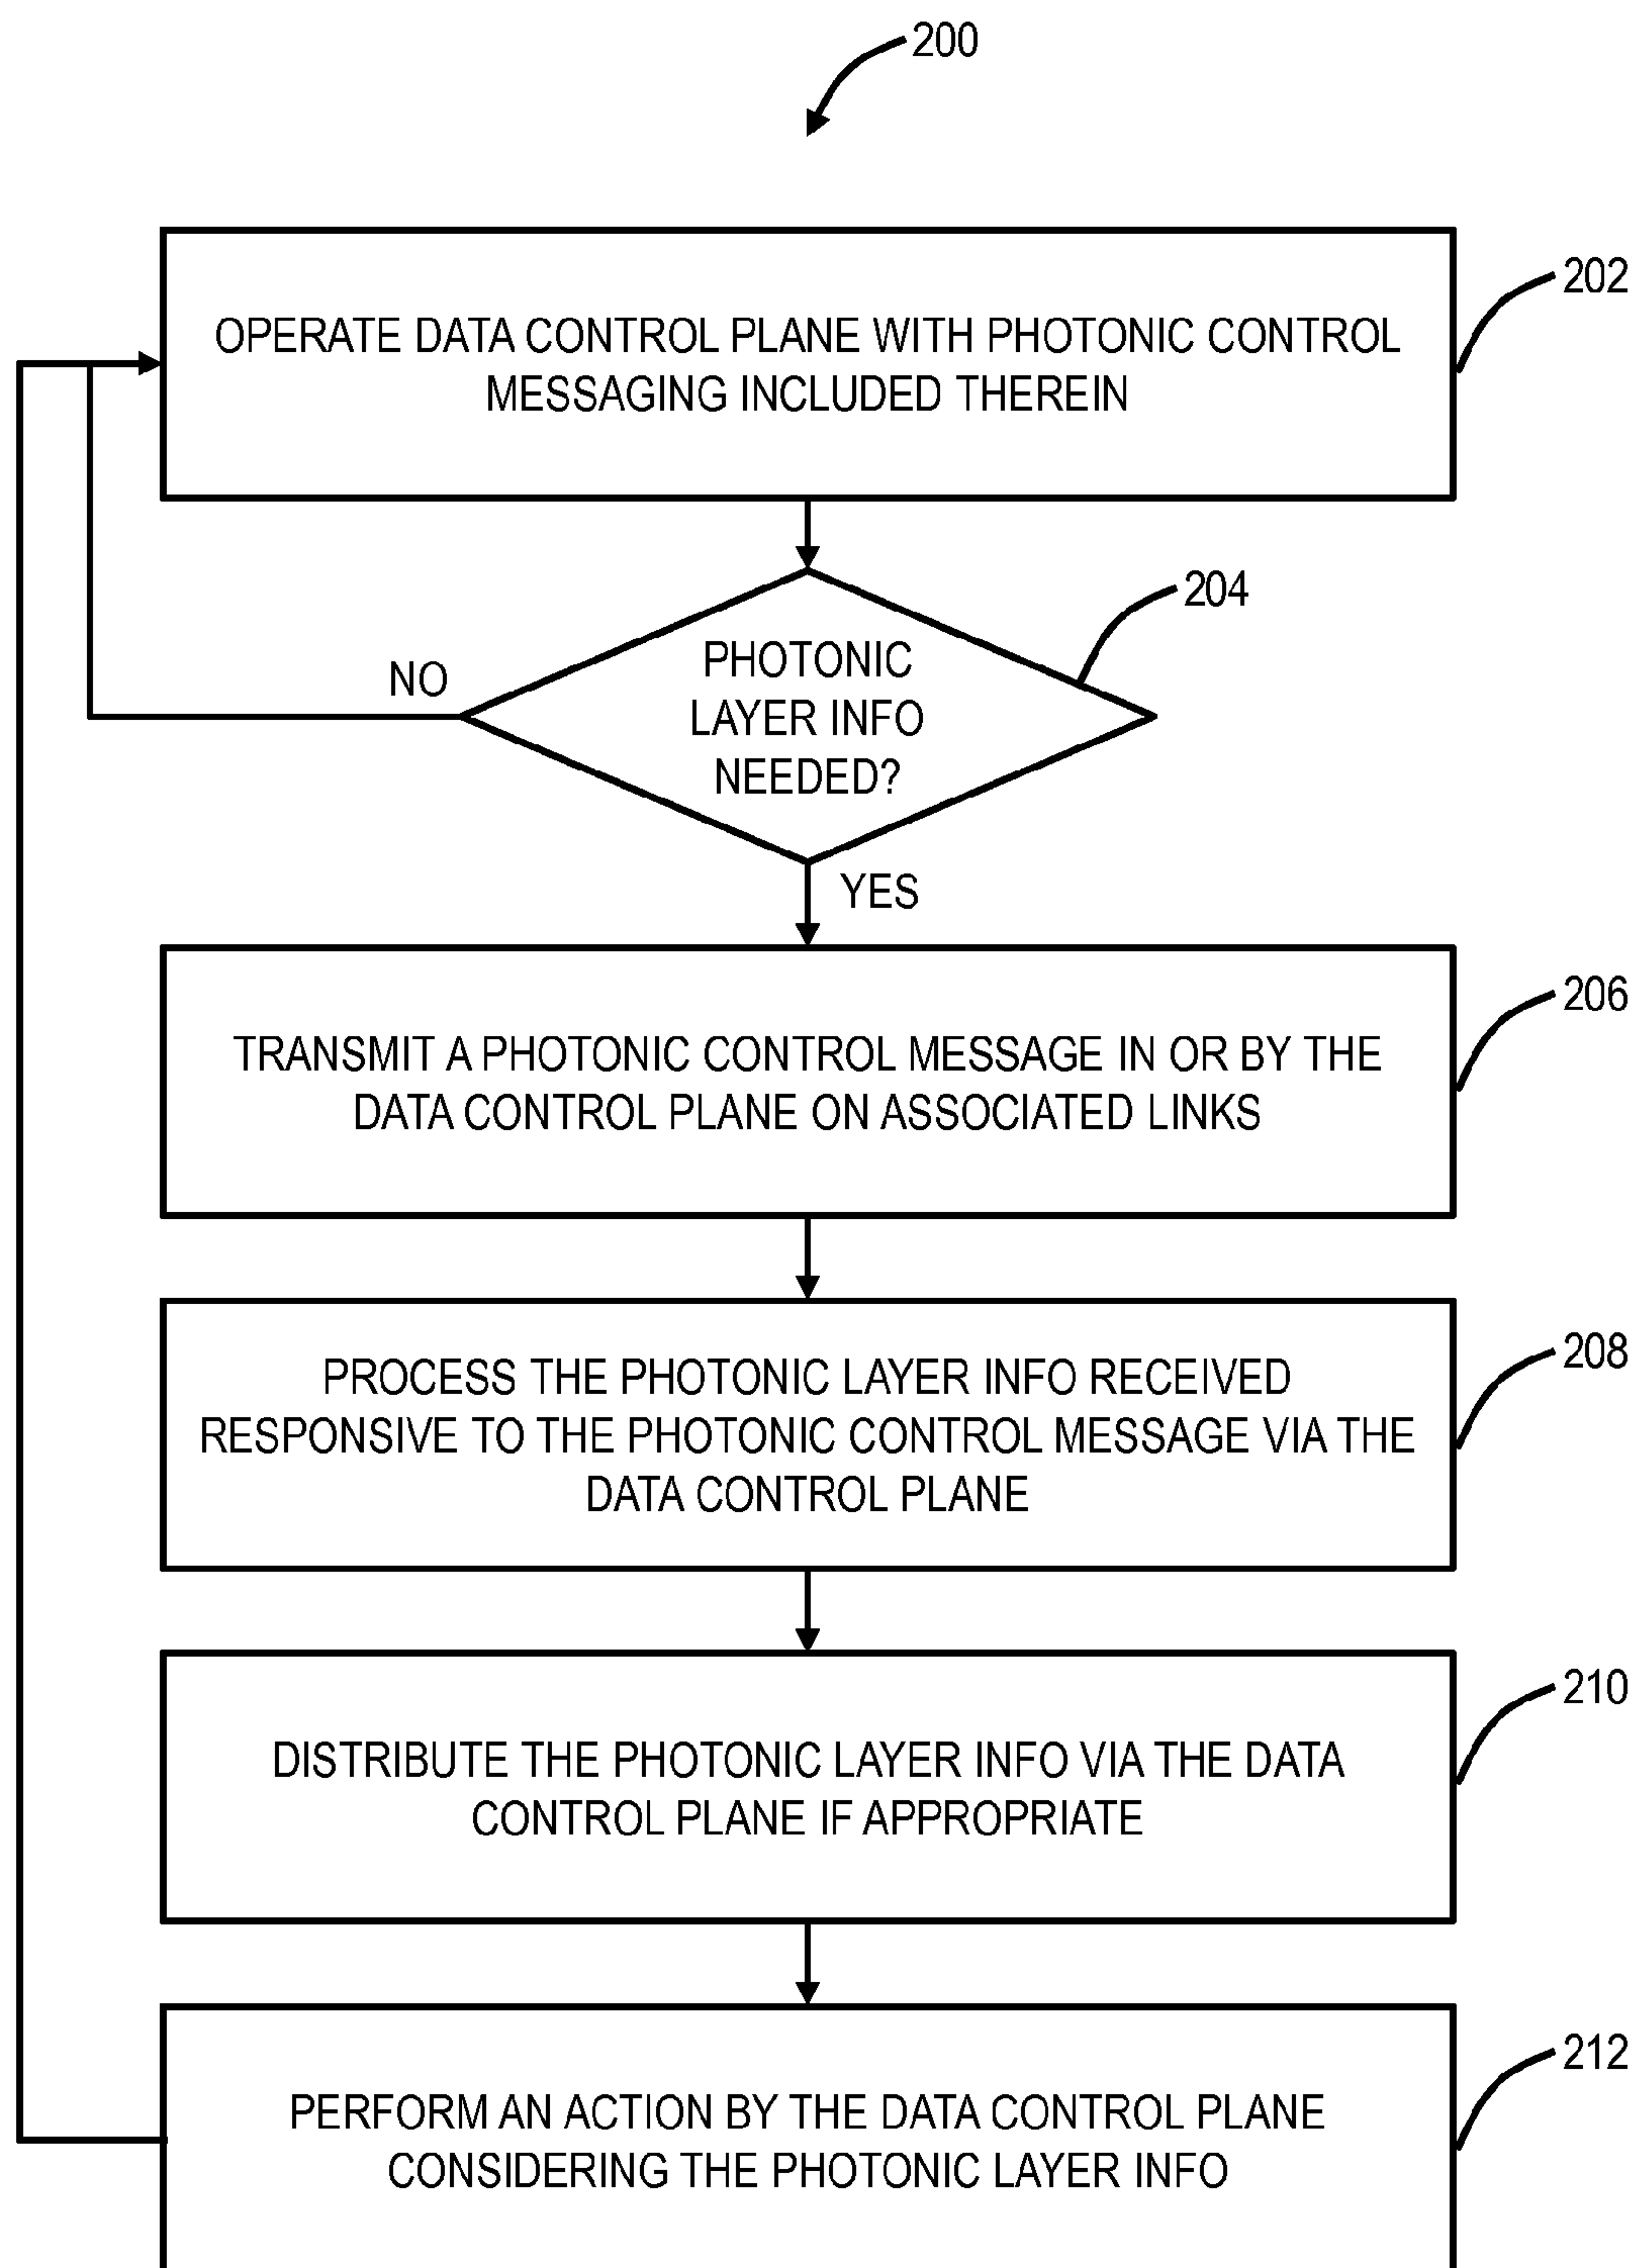 200
202
OPERATE DATA CONTROL PLANE WITH PHOTONIC CONTROL
MESSAGING INCLUDED THEREIN
204
PHOTONIC
LAYER INFO
NEEDED?
NO
YES
206
TRANSMIT A PHOTONIC CONTROL MESSAGE IN OR BY THE
DATA CONTROL PLANE ON ASSOCIATED LINKS
208
PROCESS THE PHOTONIC LAYER INFO RECEIVED
RESPONSIVE TO THE PHOTONIC CONTROL MESSAGE VIA THE
DATA CONTROL PLANE
210
DISTRIBUTE THE PHOTONIC LAYER INFO VIA THE DATA
CONTROL PLANE IF APPROPRIATE
212
PERFORM AN ACTION BY THE DATA CONTROL PLANE
CONSIDERING THE PHOTONIC LAYER INFO